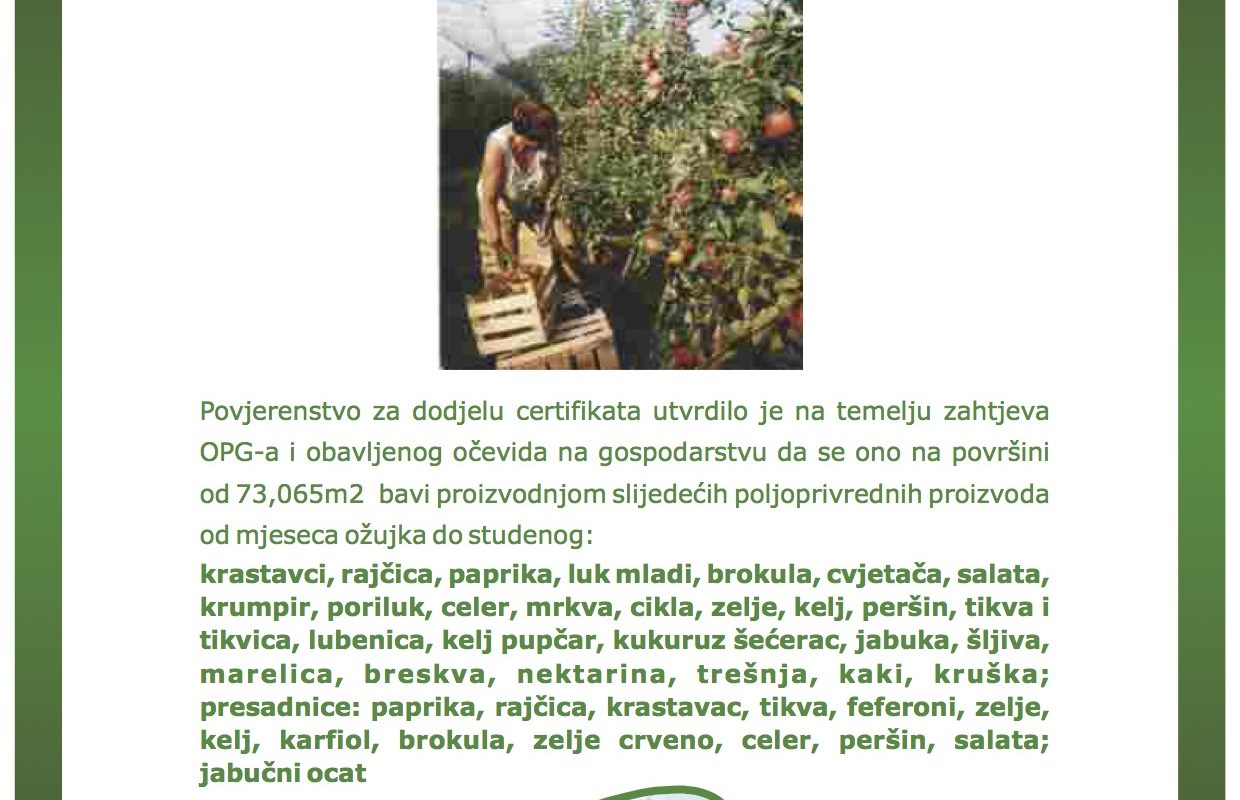 Povjerenstvo za dodjelu certifikata utvrdilo je na temelju zahtjeva
OPG-a i obavljenog očevida na gospodarstvu da se ono na površini
od 73,065m2 bavi proizvodnjom slijedećih poljoprivrednih proizvoda
od mjeseca ožujka do studenog:
krastavci, rajčica, paprika, luk mladi, brokula, cvjetača, salata,
krumpir, poriluk, celer, mrkva, cikla, zelje, kelj, peršin, tikva i
tikvica, lubenica, kelj pupčar, kukuruz šećerac, jabuka, šljiva,
marelica, breskva, nektarina, trešnja, kaki, kruška;
presadnice: paprika, rajčica, krastavac, tikva, feferoni, zelje,
kelj, karfiol, brokula, zelje crveno, celer, peršin, salata;
jabučni ocat